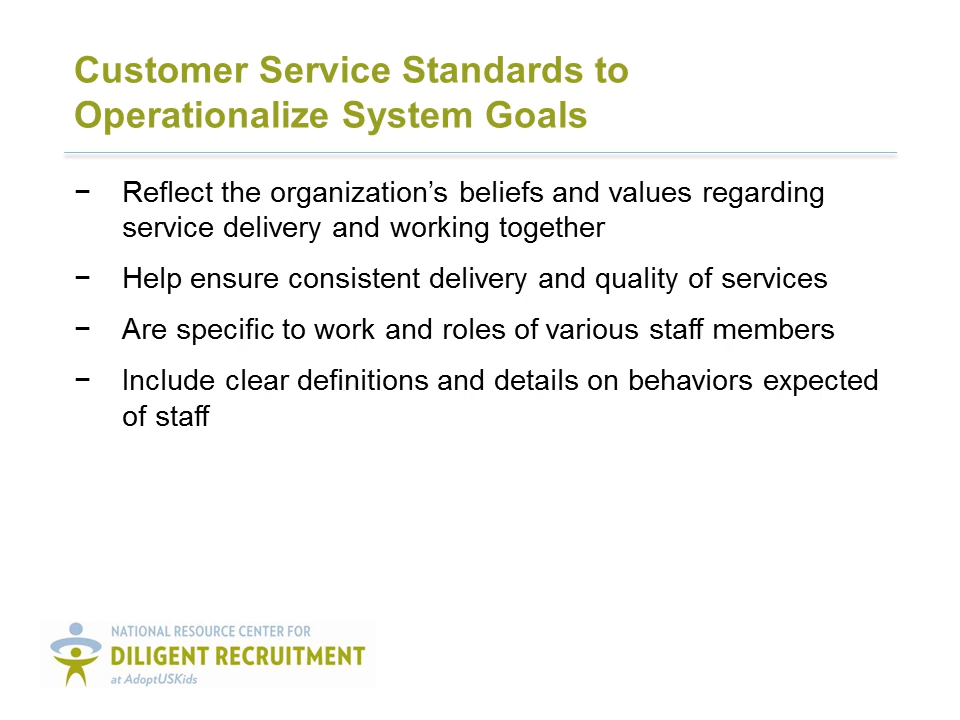 Customer Service Standards to
Operationalize System Goals
− Reflect the organization’s beliefs and values regarding
service delivery and working together
− Help ensure consistent delivery and quality of services
− Are specific to work and roles of various staff members
− Include clear definitions and details on behaviors expected
of staff
NATIONAL RESOURCE CENTER FOR
DILIGENT RECRUITMENT
at AdoptUSKids